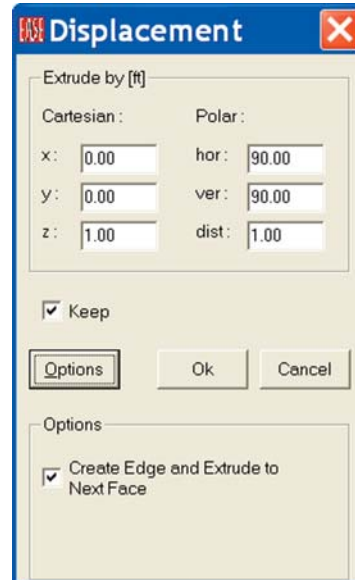 EASE Displacement
Extrude by [ft]
Cartesian : Polar :
x : 0.00 hor : 90.00
y : 0.00 ver : 90.00
z : 1.00 dist : 1.00
Keep
Options Ok Cancel
Options
Create Edge and Extrude to
Next Face